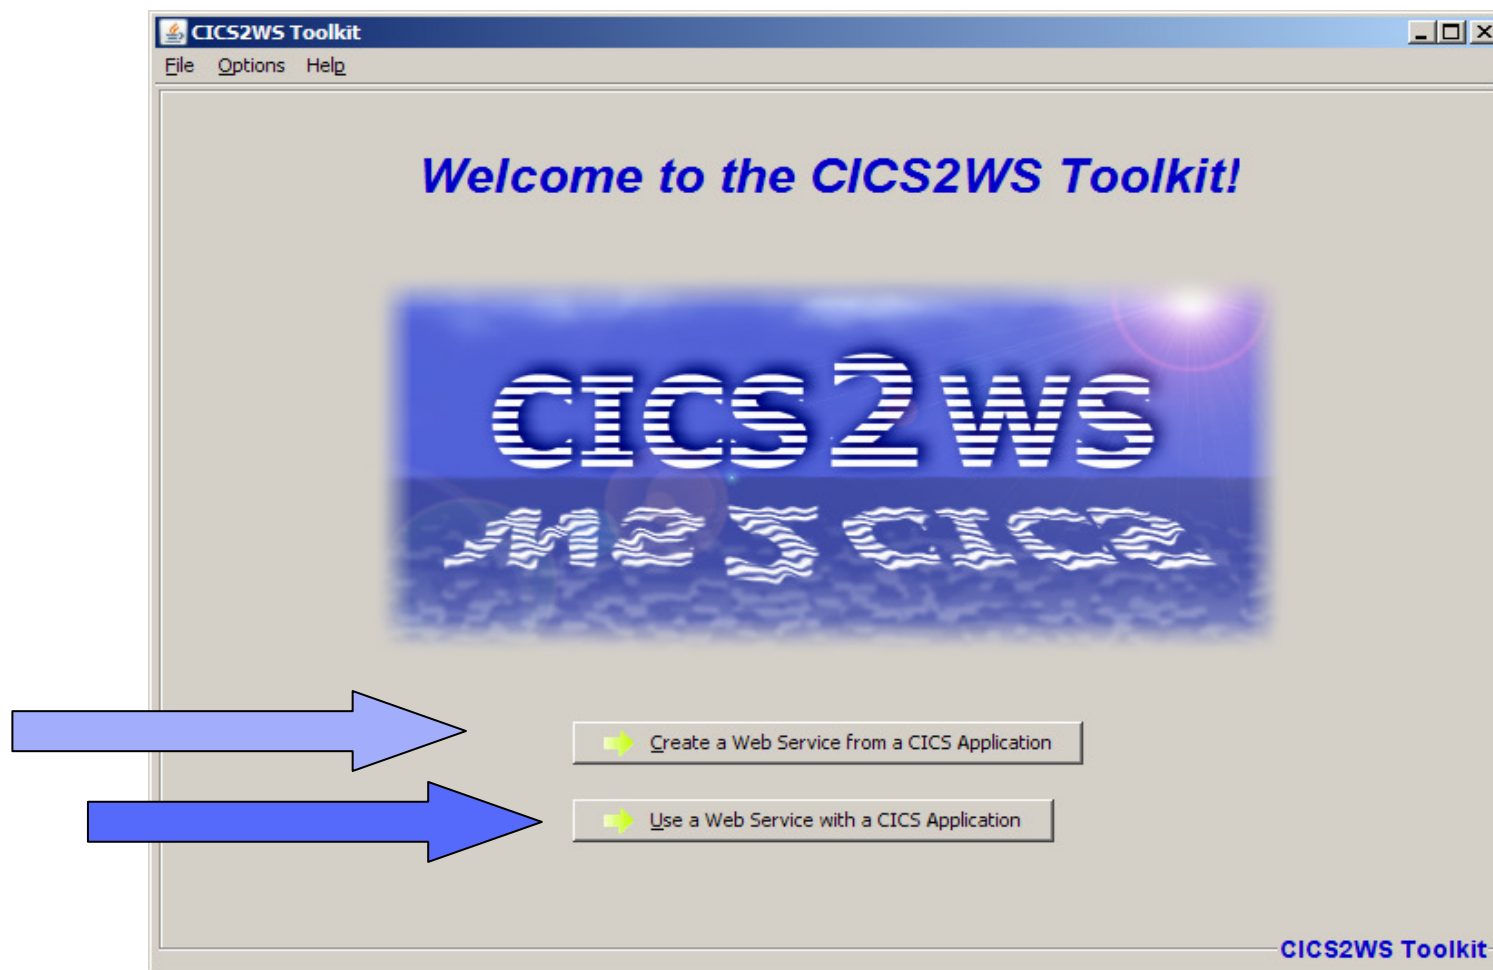 CICS2WS Toolkit
File Options Help
Welcome to the CICS2WS Toolkit!
CICS2WS
Create a Web Service from a CICS Application
Use a Web Service with a CICS Application
CICS2WS Toolkit